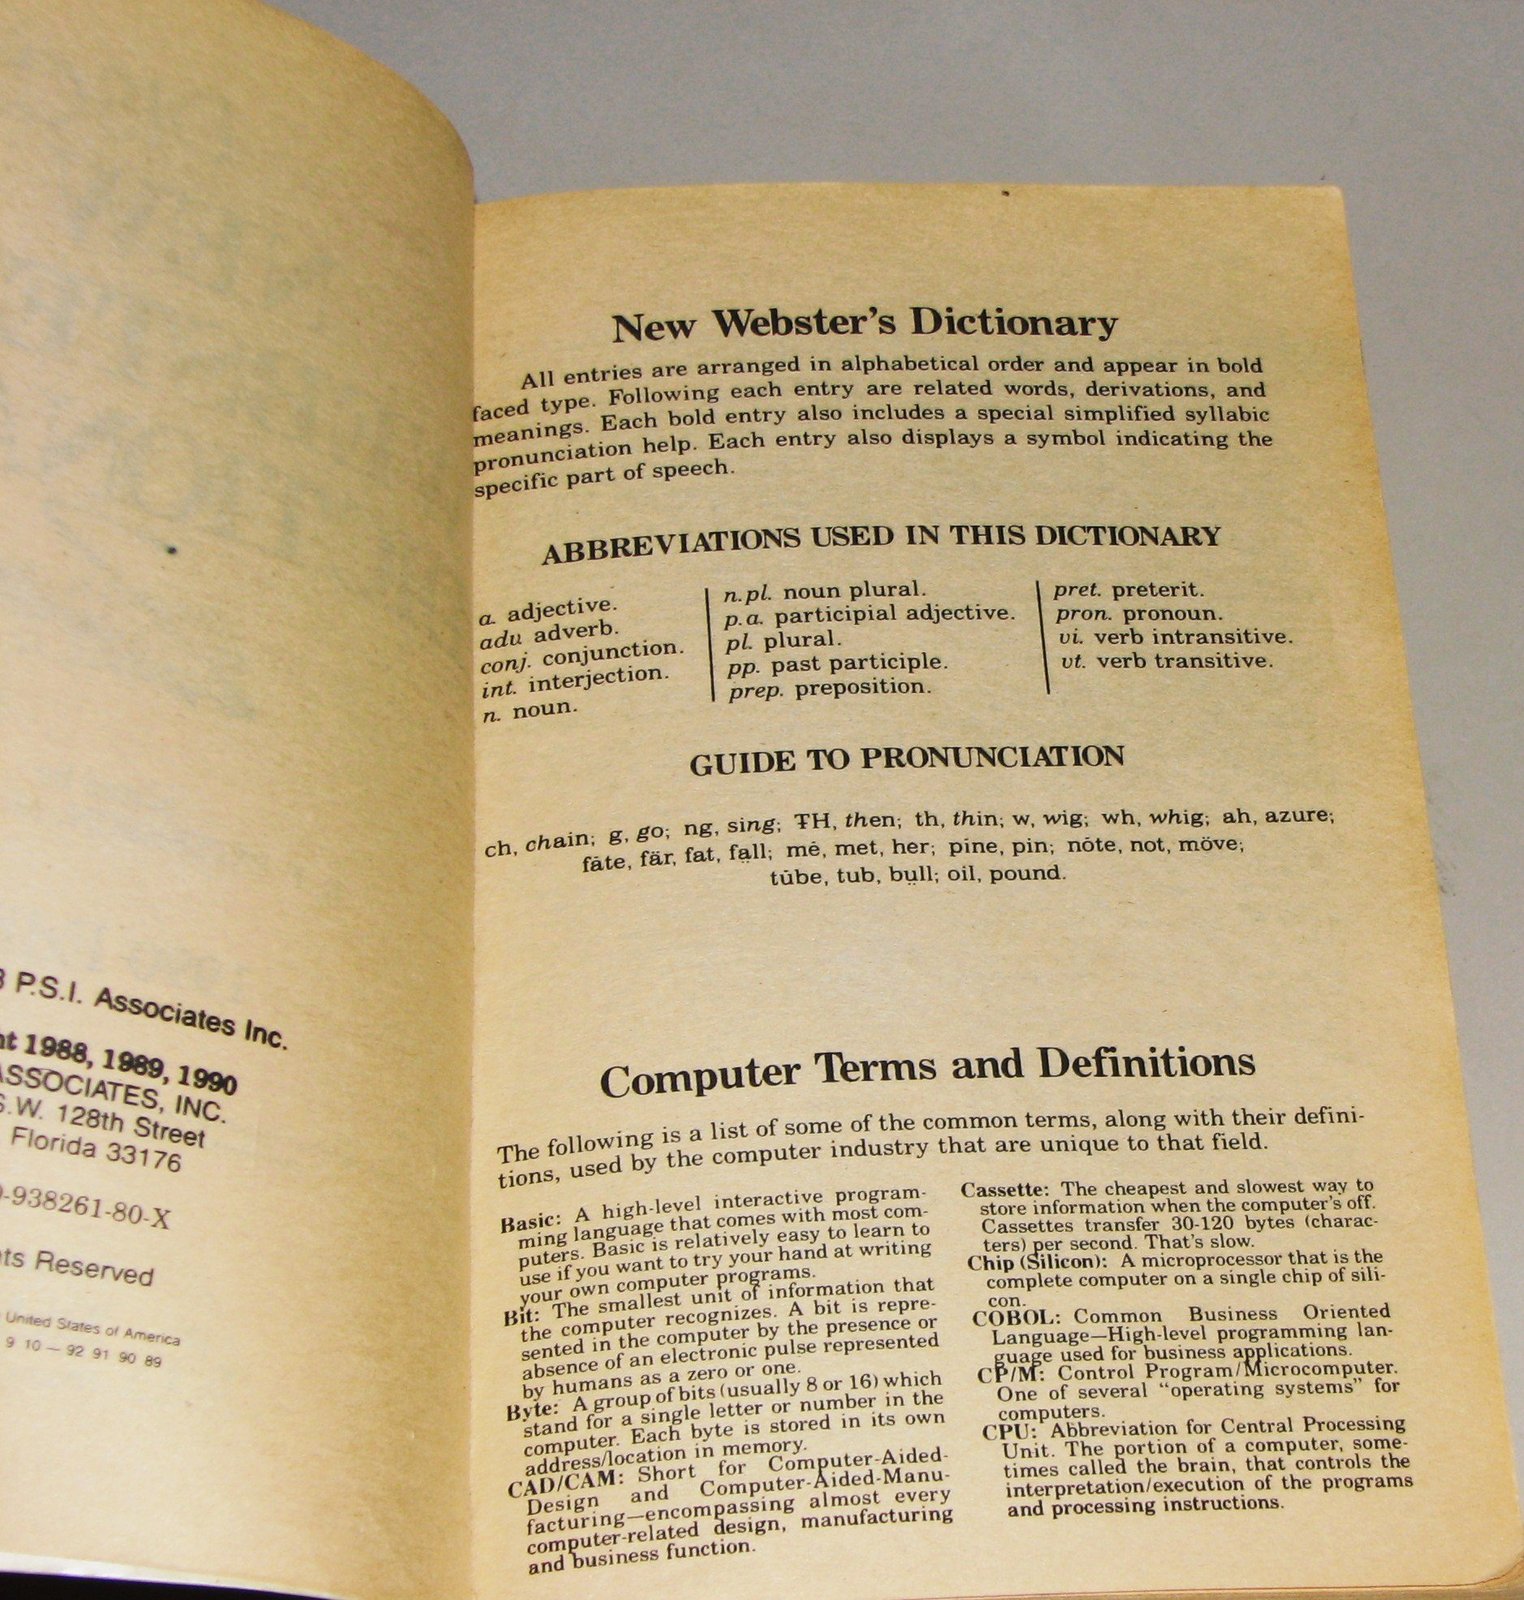 P.S.I. Associates Inc.
1988, 1989, 1990
ASSOCIATES, INC.
S.W. 128th Street
Florida 33176
-938261-80-X
Reserved
United States of America
9 10 — 92 91 90 89
New Webster's Dictionary
All entries are arranged in alphabetical order and appear in bold
faced type. Following each entry are related words, derivations, and
meanings. Each bold entry also includes a special simplified syllabic
pronunciation help. Each entry also displays a symbol indicating the
specific part of speech.
ABBREVIATIONS USED IN THIS DICTIONARY
a. adjective.
adv. adverb.
conj. conjunction.
int. interjection.
n. noun.
n.pl. noun plural.
p.a. participial adjective.
pl. plural.
pp. past participle.
prep. preposition.
pret. preterit.
pron. pronoun.
vi. verb intransitive.
vt. verb transitive.
GUIDE TO PRONUNCIATION
ch, chain; g, go; ng, sing; ŦH, then; th, thin; w, wig; wh, whig; ah, azure;
fāte, fär, fat, fa̤ll; mē, met, her; pīne, pin; nōte, not, möve;
tūbe, tub, bṳll; oil, pound.
Computer Terms and Definitions
The following is a list of some of the common terms, along with their defini-
tions, used by the computer industry that are unique to that field.
Basic: A high-level interactive program-
ming language that comes with most com-
puters. Basic is relatively easy to learn to
use if you want to try your hand at writing
your own computer programs.
Bit: The smallest unit of information that
the computer recognizes. A bit is repre-
sented in the computer by the presence or
absence of an electronic pulse represented
by humans as a zero or one.
Byte: A group of bits (usually 8 or 16) which
stand for a single letter or number in the
computer. Each byte is stored in its own
address/location in memory.
CAD/CAM: Short for Computer-Aided-
Design and Computer-Aided-Manu-
facturing—encompassing almost every
computer-related design, manufacturing
and business function.
Cassette: The cheapest and slowest way to
store information when the computer's off.
Cassettes transfer 30-120 bytes (charac-
ters) per second. That's slow.
Chip (Silicon): A microprocessor that is the
complete computer on a single chip of sili-
con.
COBOL: Common Business Oriented
Language—High-level programming lan-
guage used for business applications.
CP/M: Control Program/Microcomputer.
One of several "operating systems" for
computers.
CPU: Abbreviation for Central Processing
Unit. The portion of a computer, some-
times called the brain, that controls the
interpretation/execution of the programs
and processing instructions.